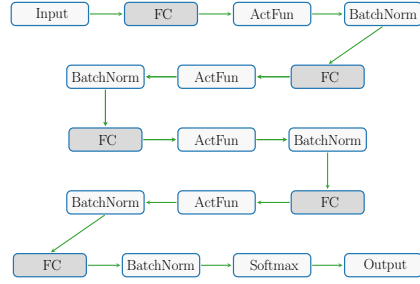 Input FC ActFun BatchNorm
BatchNorm ActFun FC
FC ActFun BatchNorm
BatchNorm ActFun FC
FC BatchNorm Softmax Output